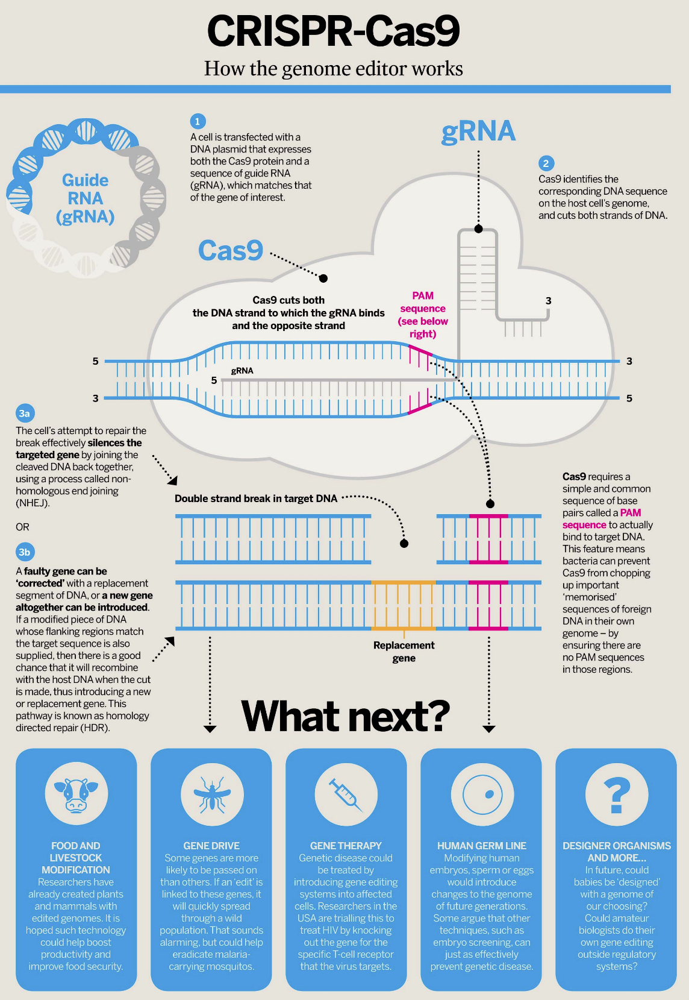 CRISPR-Cas9
How the genome editor works
Guide
RNA
(gRNA)
1
A cell is transfected with a
DNA plasmid that expresses
both the Cas9 protein and a
sequence of guide RNA
(gRNA), which matches that
of the gene of interest.
gRNA
2
Cas9 identifies the
corresponding DNA sequence
on the host cell's genome,
and cuts both strands of DNA.
Cas9
Cas9 cuts both
the DNA strand to which the gRNA binds
and the opposite strand
PAM
sequence
(see below
right)
3
5
3
gRNA
5
3
5
3a
The cell's attempt to repair the
break effectively silences the
targeted gene by joining the
cleaved DNA back together,
using a process called non-
homologous end joining
(NHEJ).
OR
3b
A faulty gene can be
‘corrected’ with a replacement
segment of DNA, or a new gene
altogether can be introduced.
If a modified piece of DNA
whose flanking regions match
the target sequence is also
supplied, then there is a good
chance that it will recombine
with the host DNA when the cut
is made, thus introducing a new
or replacement gene. This
pathway is known as homology
directed repair (HDR).
Double strand break in target DNA
Replacement
gene
Cas9 requires a
simple and common
sequence of base
pairs called a PAM
sequence to actually
bind to target DNA.
This feature means
bacteria can prevent
Cas9 from chopping
up important
‘memorised’
sequences of foreign
DNA in their own
genome – by
ensuring there are
no PAM sequences
in those regions.
What next?
FOOD AND
LIVESTOCK
MODIFICATION
Researchers have
already created plants
and mammals with
edited genomes. It is
hoped such technology
could help boost
productivity and
improve food security.
GENE DRIVE
Some genes are more
likely to be passed on
than others. If an ‘edit’ is
linked to these genes, it
will quickly spread
through a wild
population. That sounds
alarming, but could help
eradicate malaria-
carrying mosquitos.
GENE THERAPY
Genetic disease could
be treated by
introducing gene editing
systems into affected
cells. Researchers in the
USA are trialling this to
treat HIV by knocking
out the gene for the
specific T-cell receptor
that the virus targets.
HUMAN GERM LINE
Modifying human
embryos, sperm or eggs
would introduce
changes to the genome
of future generations.
Some argue that other
techniques, such as
embryo screening, can
just as effectively
prevent genetic disease.
?
DESIGNER ORGANISMS
AND MORE...
In future, could
babies be ‘designed’
with a genome of
our choosing?
Could amateur
biologists do their
own gene editing
outside regulatory
systems?